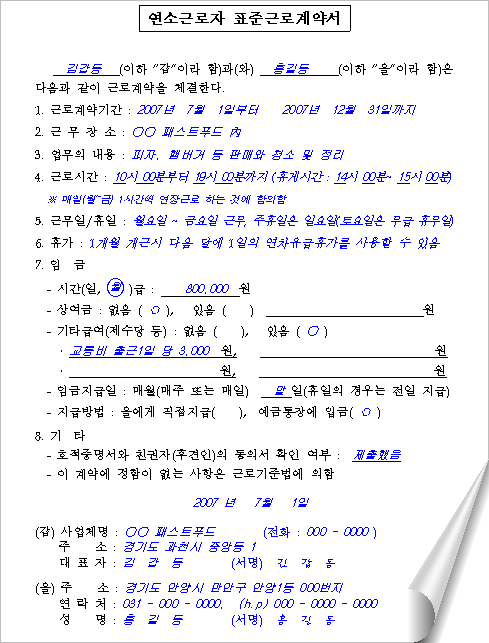 연소근로자 표준근로계약서
김갑동 (이하 “갑”이라 함)과(와) 홍길동 (이하 “을”이라 함)은
다음과 같이 근로계약을 체결한다.
1. 근로계약기간 : 2007년 7월 1일부터 2007년 12월 31일까지
2. 근 무 장 소 : ○○ 패스트푸드 內
3. 업무의 내용 : 피자, 햄버거 등 판매와 청소 및 정리
4. 근로시간 : 10시 00분부터 18시 00분까지 (휴게시간 : 14시 00분~ 15시 00분)
※ 매일(월~금) 1시간씩 연장근로 하는 것에 합의함
5. 근무일/휴일 : 월요일 ~ 금요일 근무, 주휴일은 일요일(토요일은 무급 휴무일)
6. 휴가 : 1개월 개근시 다음 달에 1일의 연차유급휴가를 사용할 수 있음
7. 임 금
- 시간(일, 월 )급 : 800,000 원
- 상여금 : 없음 ( ○ ), 있음 ( ) 원
- 기타급여(제수당 등) : 없음 ( ), 있음 ( ○ )
· 교통비 출근1일 당 3,000 원, 원
· 원, 원
- 임금지급일 : 매월(매주 또는 매일) 말 일(휴일의 경우는 전일 지급)
- 지급방법 : 을에게 직접지급( ), 예금통장에 입금( ○ )
8. 기 타
- 호적증명서와 친권자(후견인)의 동의서 확인 여부 : 제출했음
- 이 계약에 정함이 없는 사항은 근로기준법에 의함
2007 년 7월 1일
(갑) 사업체명 : ○○ 패스트푸드 (전화 : 000 - 0000 )
주 소 : 경기도 과천시 중앙동 1
대 표 자 : 김 갑 동 (서명) 김 갑 동
(을) 주 소 : 경기도 안양시 만안구 안양1동 000번지
연 락 처 : 031 - 000 - 0000, (h.p) 000 - 0000 - 0000
성 명 : 홍 길 동 (서명) 홍 길 동